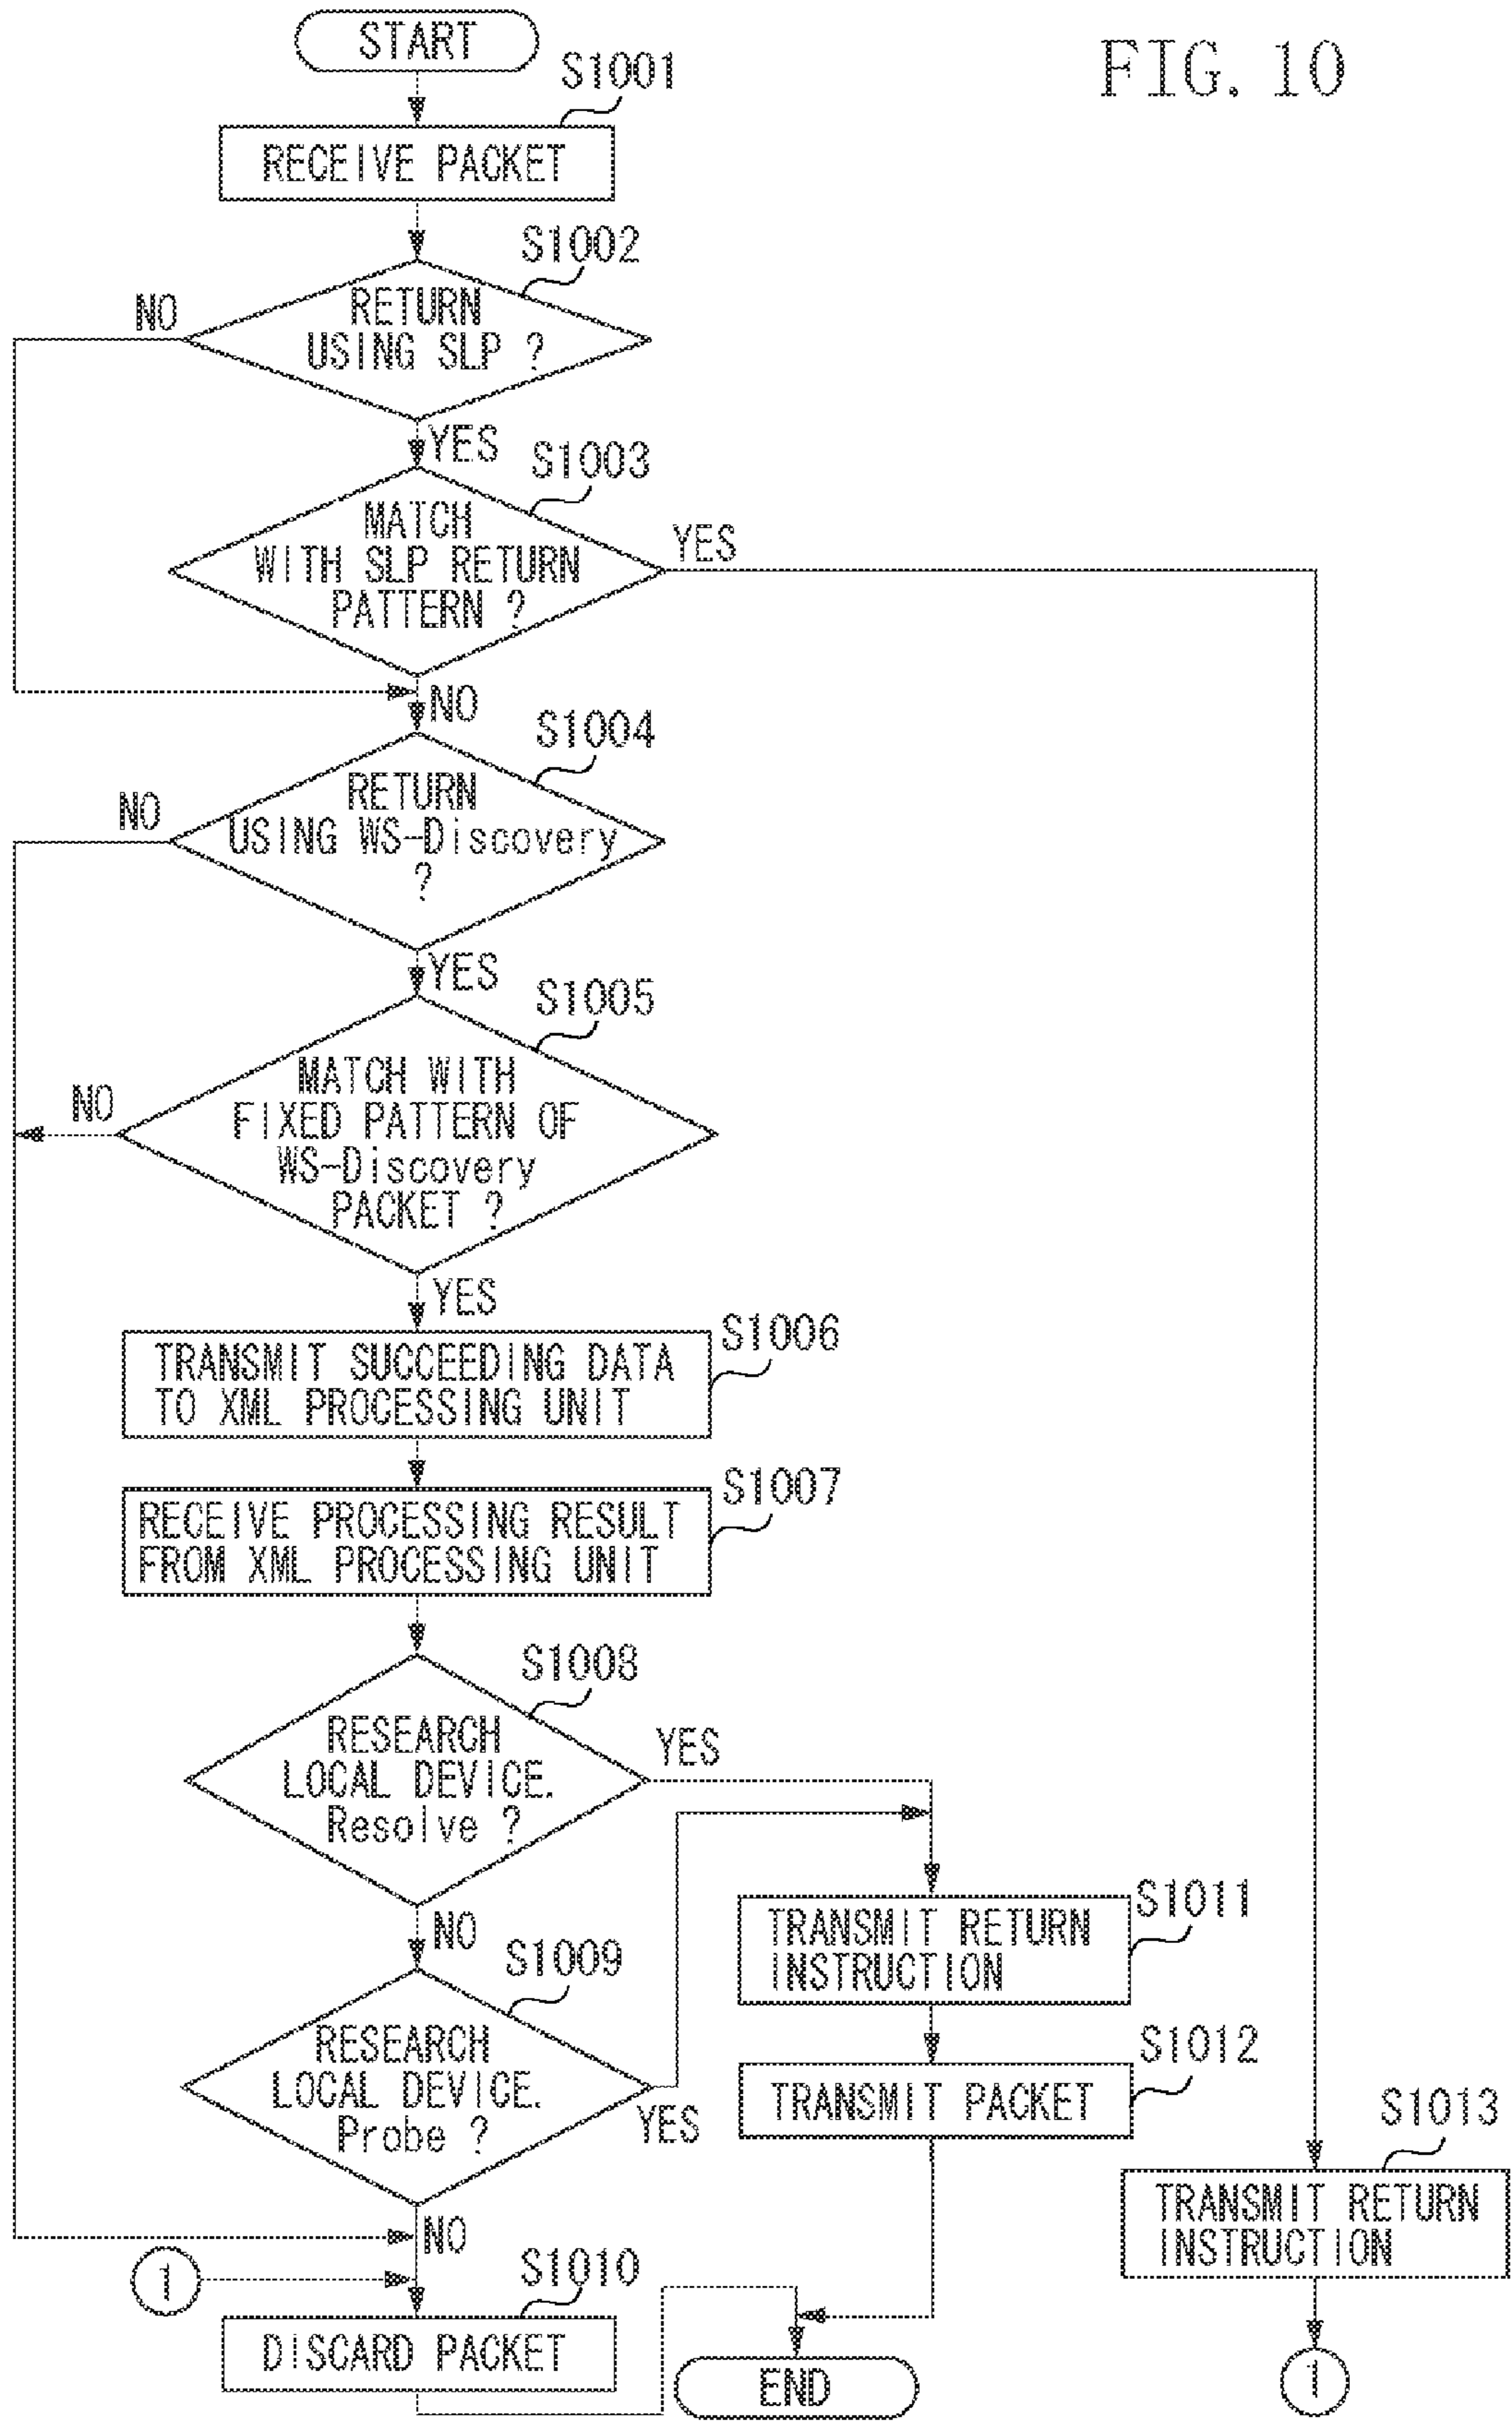 FIG. 10
START
S1001
RECEIVE PACKET
S1002
RETURN
USING SLP ?
NO
YES
S1003
MATCH
WITH SLP RETURN
PATTERN ?
YES
NO
S1004
RETURN
USING WS-Discovery
?
NO
YES
S1005
MATCH WITH
FIXED PATTERN OF
WS-Discovery
PACKET ?
NO
YES
S1006
TRANSMIT SUCCEEDING DATA
TO XML PROCESSING UNIT
S1007
RECEIVE PROCESSING RESULT
FROM XML PROCESSING UNIT
S1008
RESEARCH
LOCAL DEVICE.
Resolve ?
YES
NO
S1009
RESEARCH
LOCAL DEVICE.
Probe ?
YES
NO
S1011
TRANSMIT RETURN
INSTRUCTION
S1012
TRANSMIT PACKET
S1013
TRANSMIT RETURN
INSTRUCTION
1
S1010
DISCARD PACKET
END
1